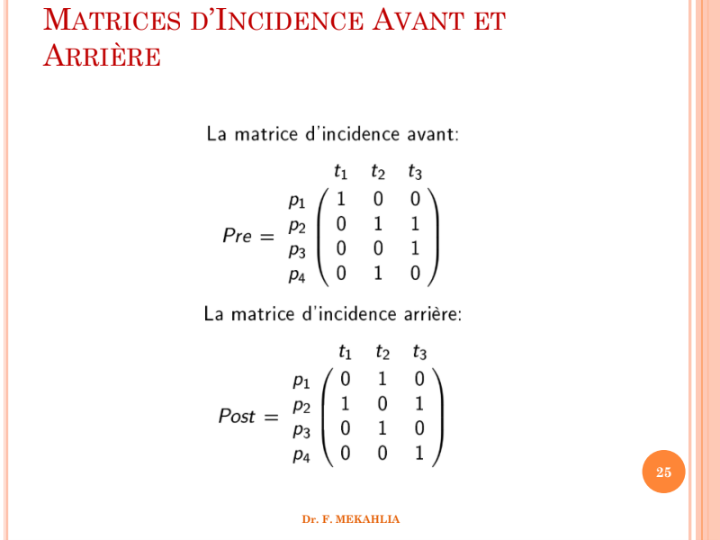 MATRICES D'INCIDENCE AVANT ET
ARRIÈRE
La matrice d'incidence avant:
t1 t2 t3
p1 1 0 0
p2 0 1 1
Pre =
p3 0 0 1
p4 0 1 0
La matrice d'incidence arrière:
t1 t2 t3
p1 0 1 0
p2 1 0 1
Post =
p3 0 1 0
p4 0 0 1
25
Dr. F. MEKAHLIA